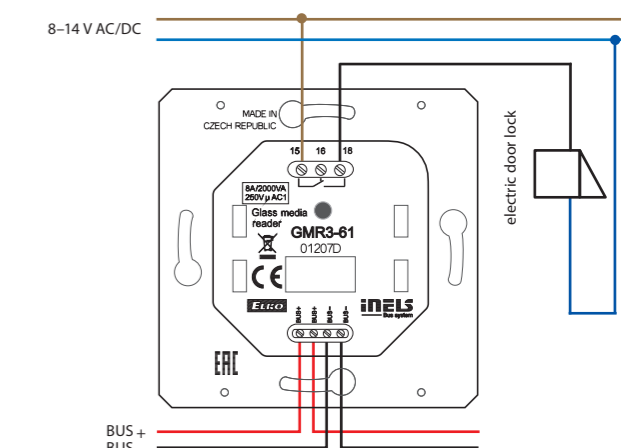 8–14 V AC/DC
MADE IN
CZECH REPUBLIC
15 16 18
8A/2000VA
250V µ AC1
Glass media
reader
GMR3-61
01207D
electric door lock
CE
ELKO
iNELS
Bus system
BUS+ BUS+ BUS– BUS–
EAC
BUS +
BUS